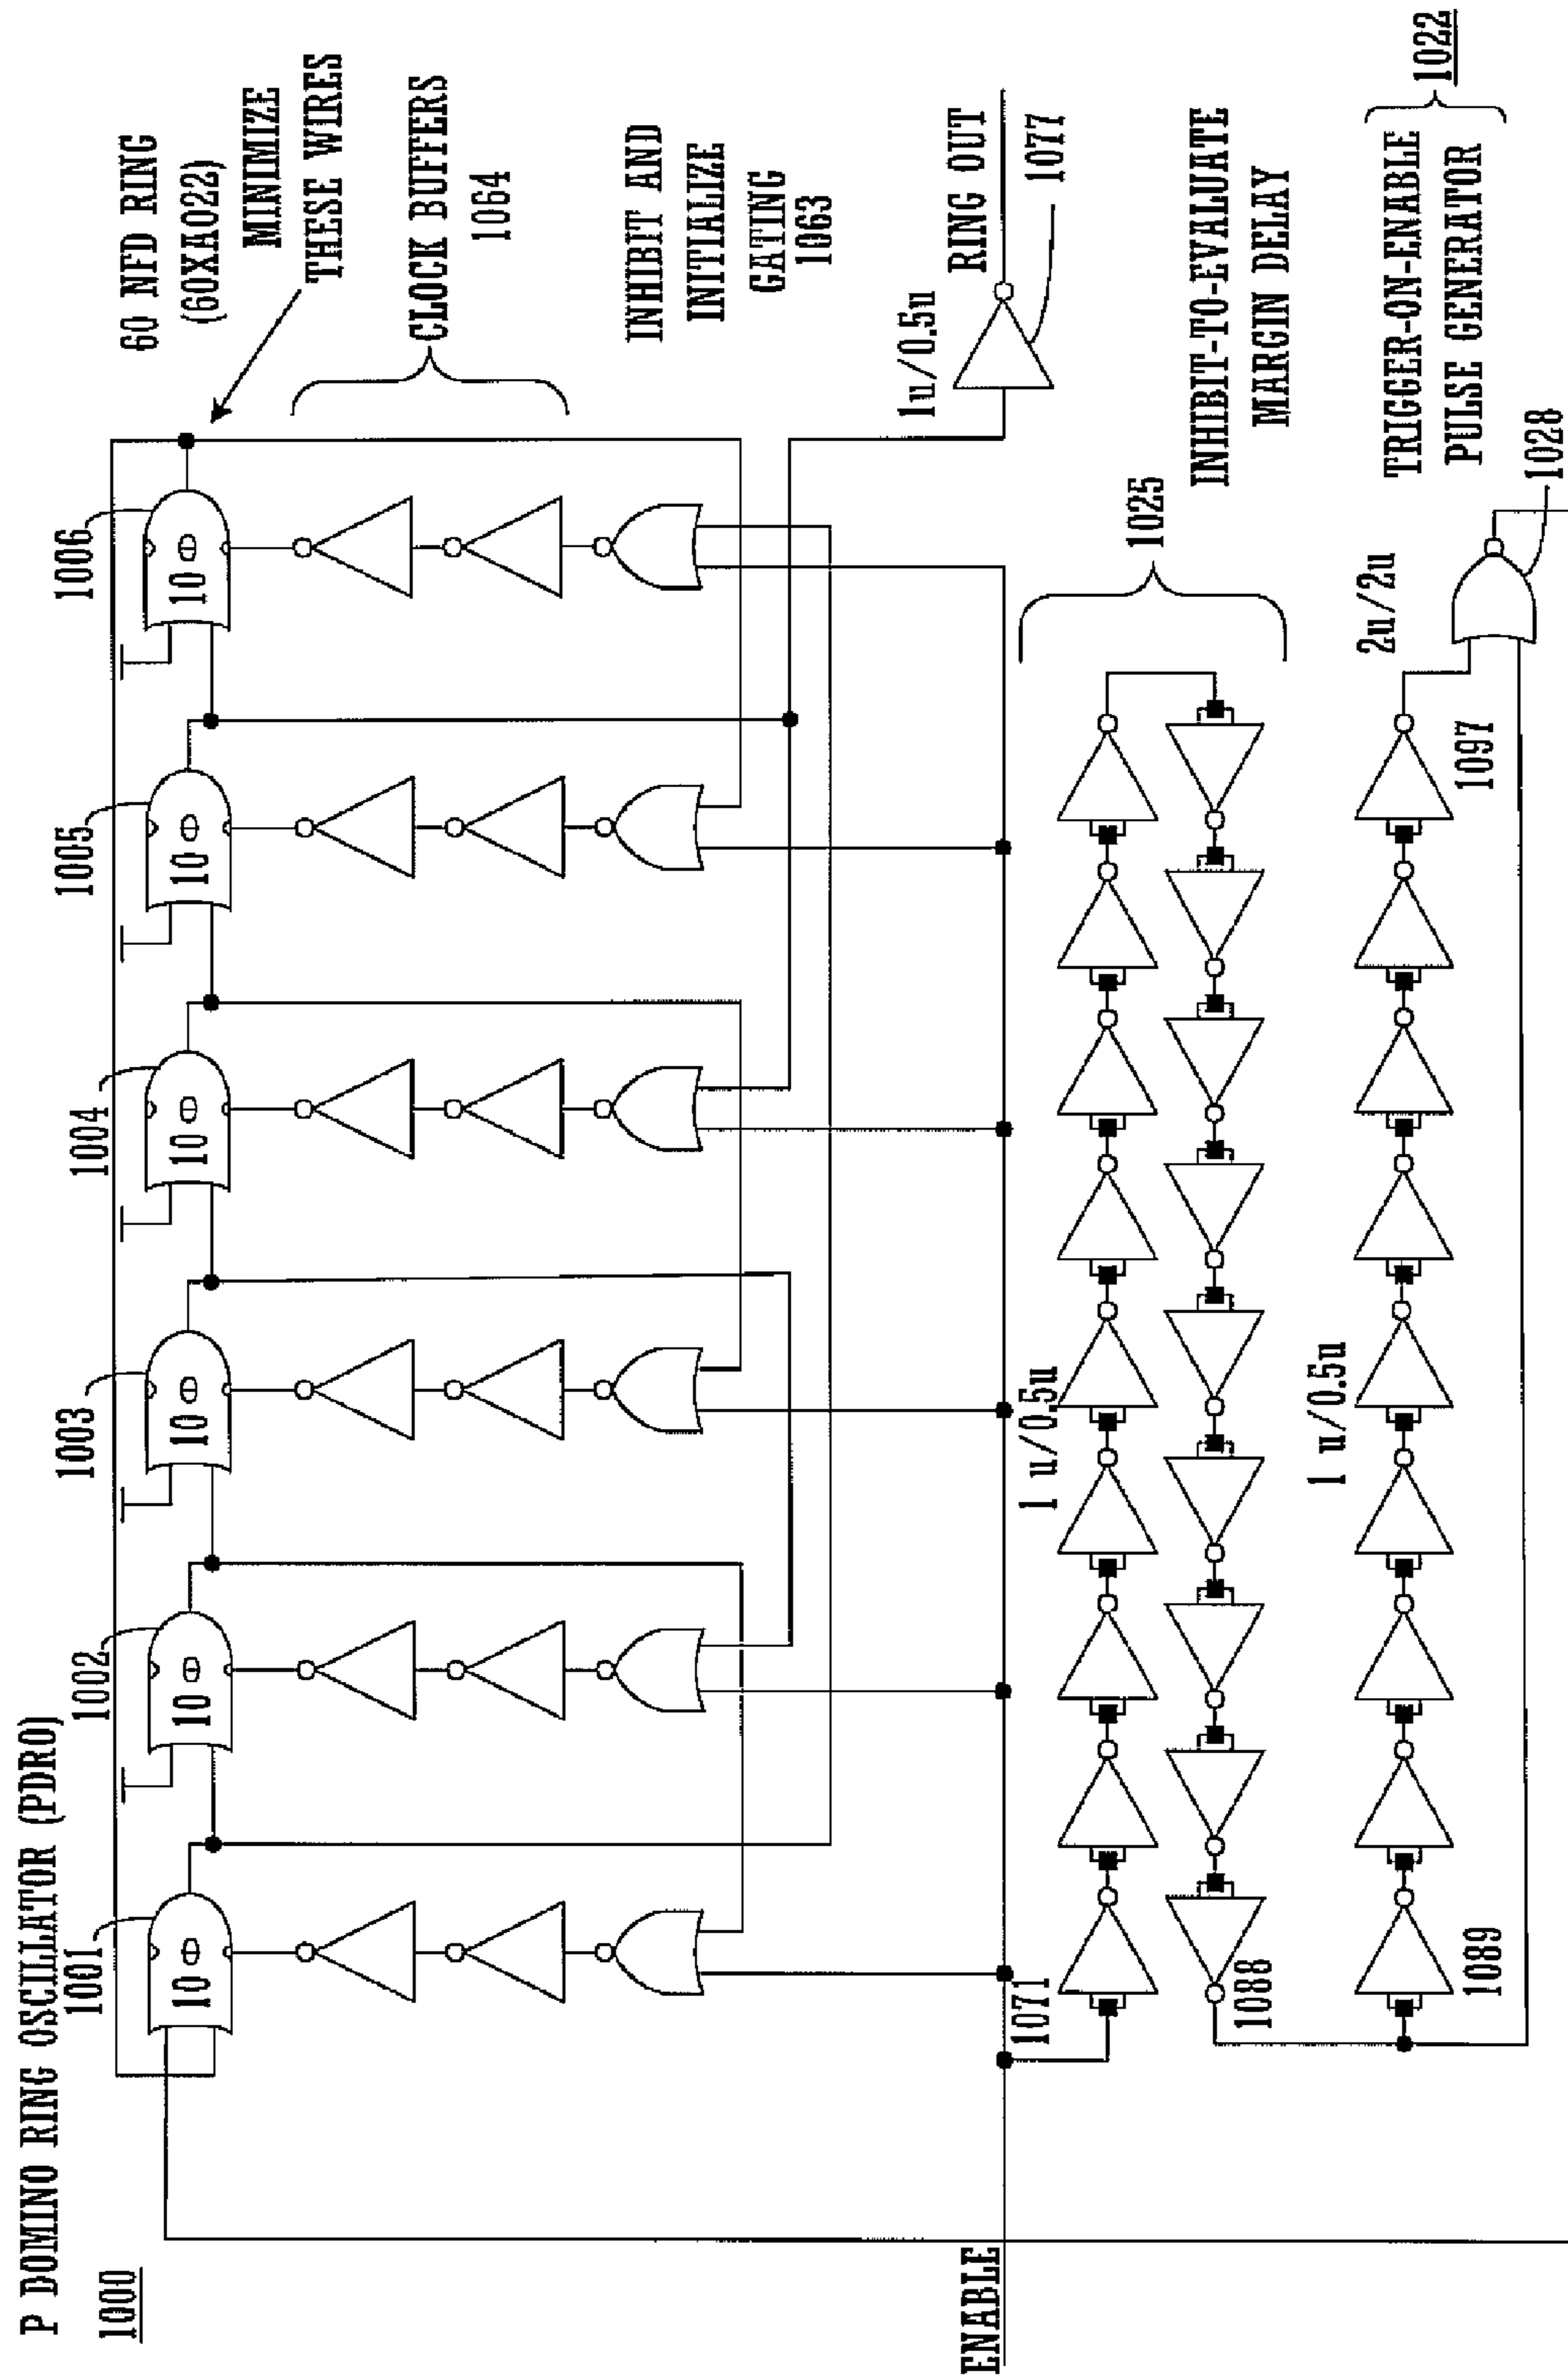 P DOMINO RING OSCILLATOR (PDRO)
1000
1001
1002
1003
1004
1005
1006
10 θ
10 θ
10 θ
10 θ
10 θ
10 θ
60 NFD RING
(60XAO22)
MINIMIZE
THESE WIRES
CLOCK BUFFERS
1064
INHIBIT AND
INITIALIZE
GATING
1063
1u/0.5u
RING OUT
1077
ENABLE
1071
1 u/0.5u
1025
INHIBIT-TO-EVALUATE
MARGIN DELAY
1088
1 u/0.5u
1089
1097
2u/2u
TRIGGER-ON-ENABLE
PULSE GENERATOR
1022
1028